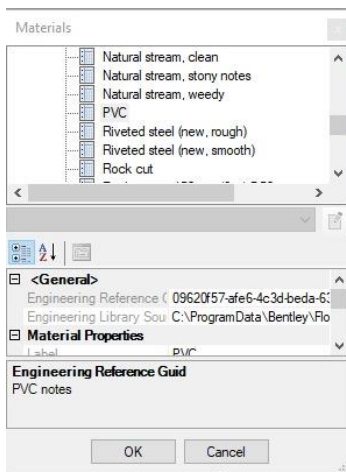 Materials
Natural stream, clean
Natural stream, stony notes
Natural stream, weedy
PVC
Riveted steel (new, rough)
Riveted steel (new, smooth)
Rock cut
<General>
Engineering Reference ( 09620f57-afe6-4c3d-beda-63
Engineering Library Sou C:\ProgramData\Bentley\Flo
Material Properties
Label PVC
Engineering Reference Guid
PVC notes
OK Cancel